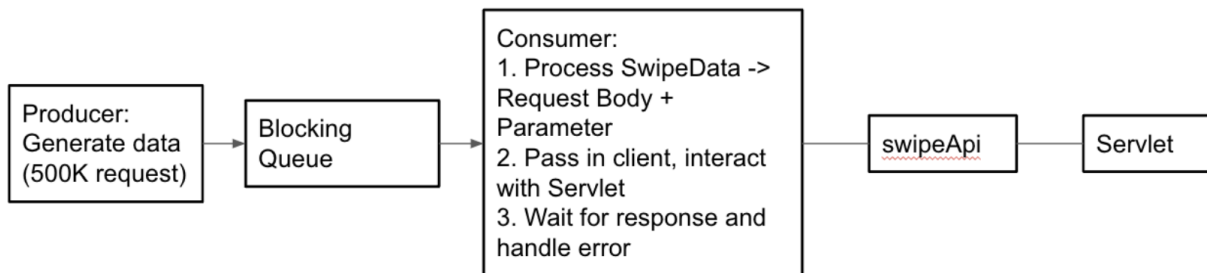 Producer:
Generate data
(500K request)
Blocking
Queue
Consumer:
1. Process SwipeData ->
Request Body +
Parameter
2. Pass in client, interact
with Servlet
3. Wait for response and
handle error
swipeApi
Servlet